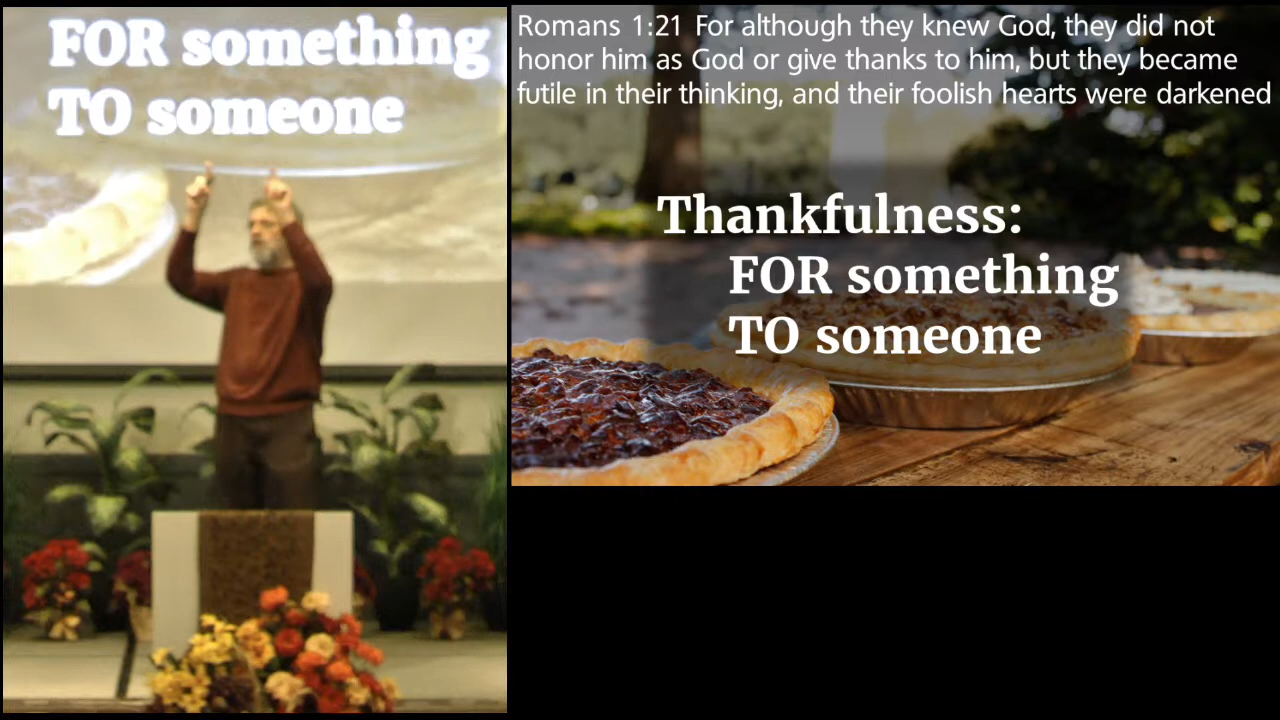 FOR something
TO someone
Romans 1:21 For although they knew God, they did not
honor him as God or give thanks to him, but they became
futile in their thinking, and their foolish hearts were darkened
Thankfulness:
FOR something
TO someone